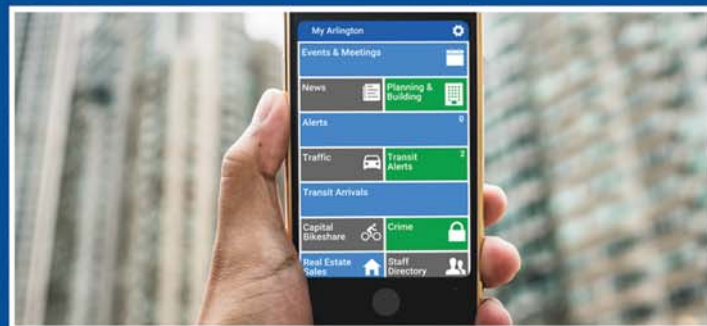 My Arlington
Events & Meetings
News
Planning &
Building
Alerts
0
Traffic
Transit
Alerts
2
Transit Arrivals
Capital
Bikeshare
Crime
Real Estate
Sales
Staff
Directory